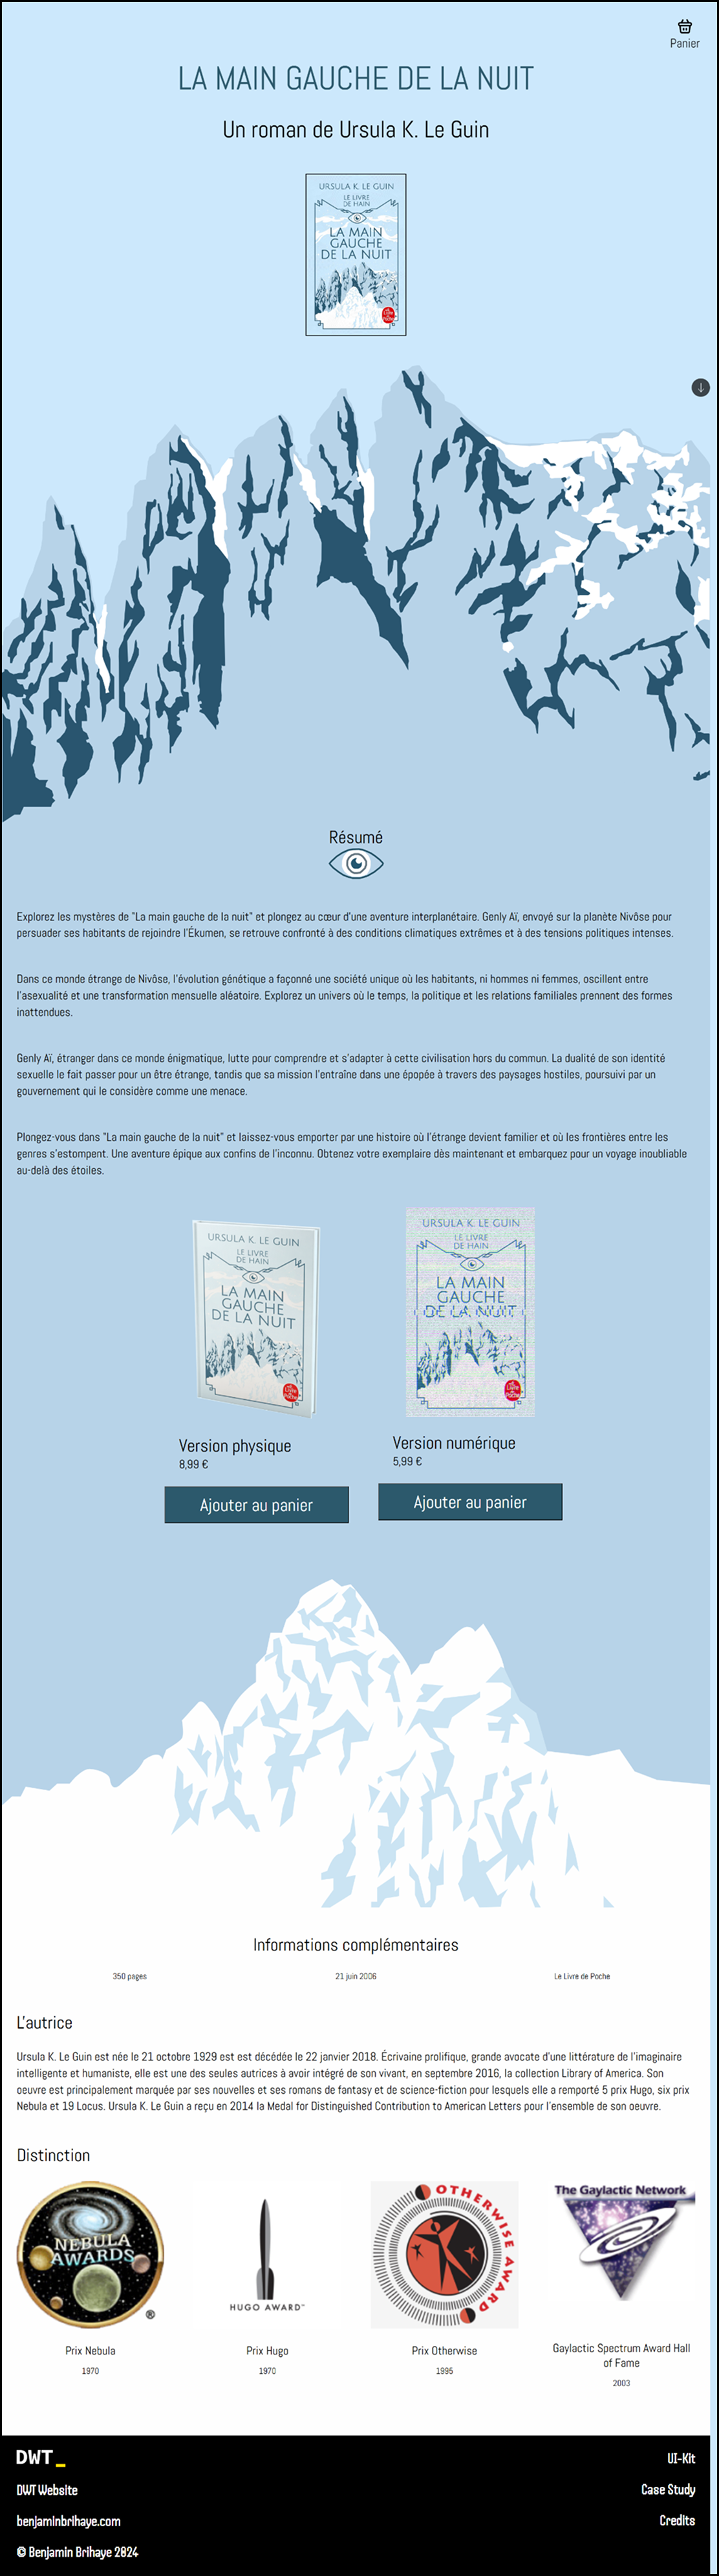 Panier
LA MAIN GAUCHE DE LA NUIT
Un roman de Ursula K. Le Guin
URSULA K. LE GUIN
LE LIVRE
DE HAIN
LA MAIN
GAUCHE
DE LA NUIT
Le Livre de Poche
Résumé
Explorez les mystères de "La main gauche de la nuit" et plongez au cœur d'une aventure interplanétaire. Genly Aï, envoyé sur la planète Nivôse pour
persuader ses habitants de rejoindre l'Ékumen, se retrouve confronté à des conditions climatiques extrêmes et à des tensions politiques intenses.
Dans ce monde étrange de Nivôse, l'évolution génétique a façonné une société unique où les habitants, ni hommes ni femmes, oscillent entre
l'asexualité et une transformation mensuelle aléatoire. Explorez un univers où le temps, la politique et les relations familiales prennent des formes
inattendues.
Genly Aï, étranger dans ce monde énigmatique, lutte pour comprendre et s'adapter à cette civilisation hors du commun. La dualité de son identité
sexuelle le fait passer pour un être étrange, tandis que sa mission l'entraîne dans une épopée à travers des paysages hostiles, poursuivi par un
gouvernement qui le considère comme une menace.
Plongez-vous dans "La main gauche de la nuit" et laissez-vous emporter par une histoire où l'étrange devient familier et où les frontières entre les
genres s'estompent. Une aventure épique aux confins de l'inconnu. Obtenez votre exemplaire dès maintenant et embarquez pour un voyage inoubliable
au-delà des étoiles.
URSULA K. LE GUIN
LE LIVRE
DE HAIN
LA MAIN
GAUCHE
DE LA NUIT
Le Livre de Poche
URSULA K. LE GUIN
LE LIVRE
DE HAIN
LA MAIN
GAUCHE
DE LA NUIT
Le Livre de Poche
Version physique
8,99 €
Ajouter au panier
Version numérique
5,99 €
Ajouter au panier
Informations complémentaires
350 pages 21 juin 2006 Le Livre de Poche
L'autrice
Ursula K. Le Guin est née le 21 octobre 1929 est est décédée le 22 janvier 2018. Écrivaine prolifique, grande avocate d'une littérature de l'imaginaire
intelligente et humaniste, elle est une des seules autrices à avoir intégré de son vivant, en septembre 2016, la collection Library of America. Son
oeuvre est principalement marquée par ses nouvelles et ses romans de fantasy et de science-fiction pour lesquels elle a remporté 5 prix Hugo, six prix
Nebula et 19 Locus. Ursula K. Le Guin a reçu en 2014 la Medal for Distinguished Contribution to American Letters pour l'ensemble de son oeuvre.
Distinction
NEBULA
AWARDS
®
HUGO AWARD™
OTHERWISE AWARD
The Gaylactic Network
Prix Nebula
1970
Prix Hugo
1970
Prix Otherwise
1995
Gaylactic Spectrum Award Hall
of Fame
2003
DWT_
DWT Website
benjaminbrihaye.com
© Benjamin Brihaye 2024
UI-Kit
Case Study
Credits